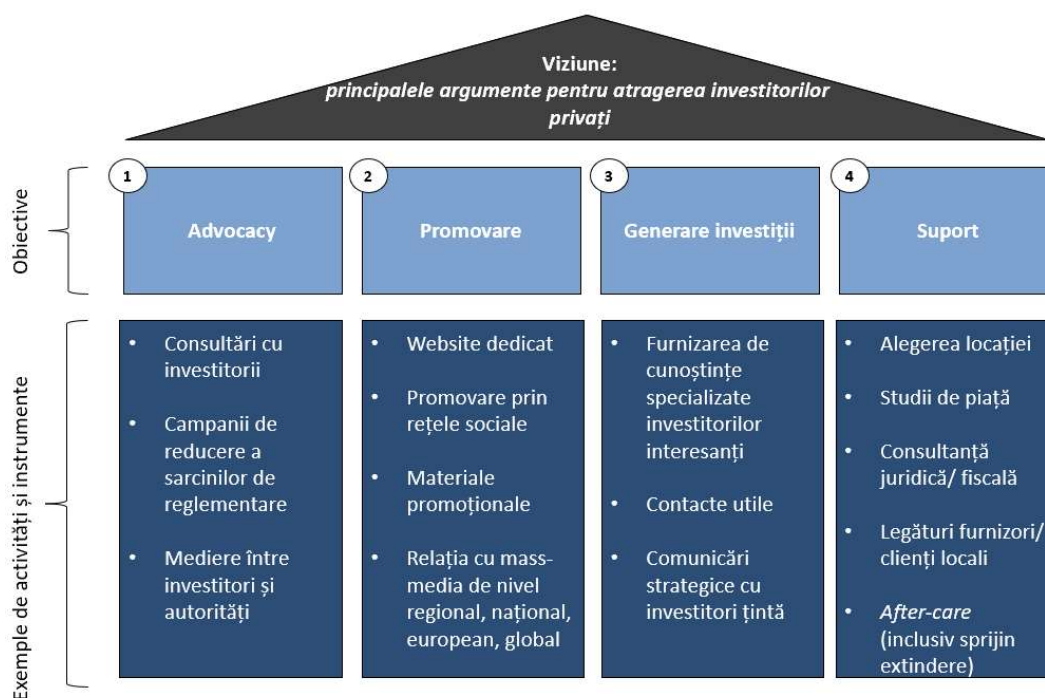 Viziune:
principalele argumente pentru atragerea investitorilor
privați
Obiective
1
Advocacy
2
Promovare
3
Generare investiții
4
Suport
Exemple de activități și instrumente
• Consultări cu
investitorii
• Campanii de
reducere a
sarcinilor de
reglementare
• Mediere între
investitori și
autorități
• Website dedicat
• Promovare prin
rețele sociale
• Materiale
promoționale
• Relația cu mass-
media de nivel
regional, național,
european, global
• Furnizarea de
cunoștințe
specializate
investitorilor
interesanți
• Contacte utile
• Comunicări
strategice cu
investitori țintă
• Alegerea locației
• Studii de piață
• Consultanță
juridică/ fiscală
• Legături furnizori/
clienți locali
• After-care
(inclusiv sprijin
extindere)